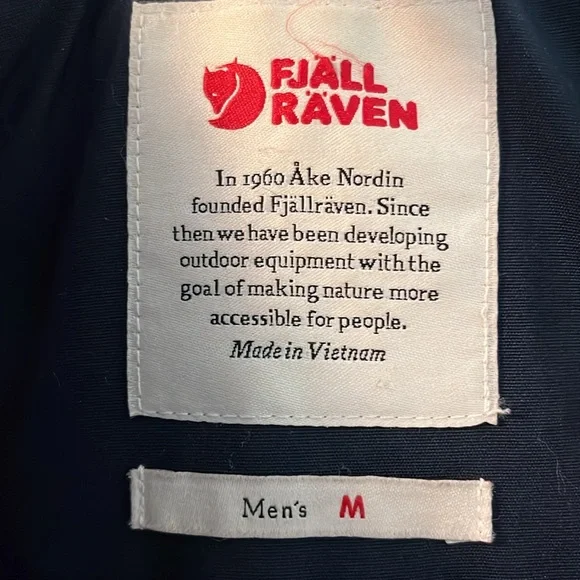 FJÄLL
RÄVEN
In 1960 Åke Nordin
founded Fjällräven. Since
then we have been developing
outdoor equipment with the
goal of making nature more
accessible for people.
Made in Vietnam
Men's M